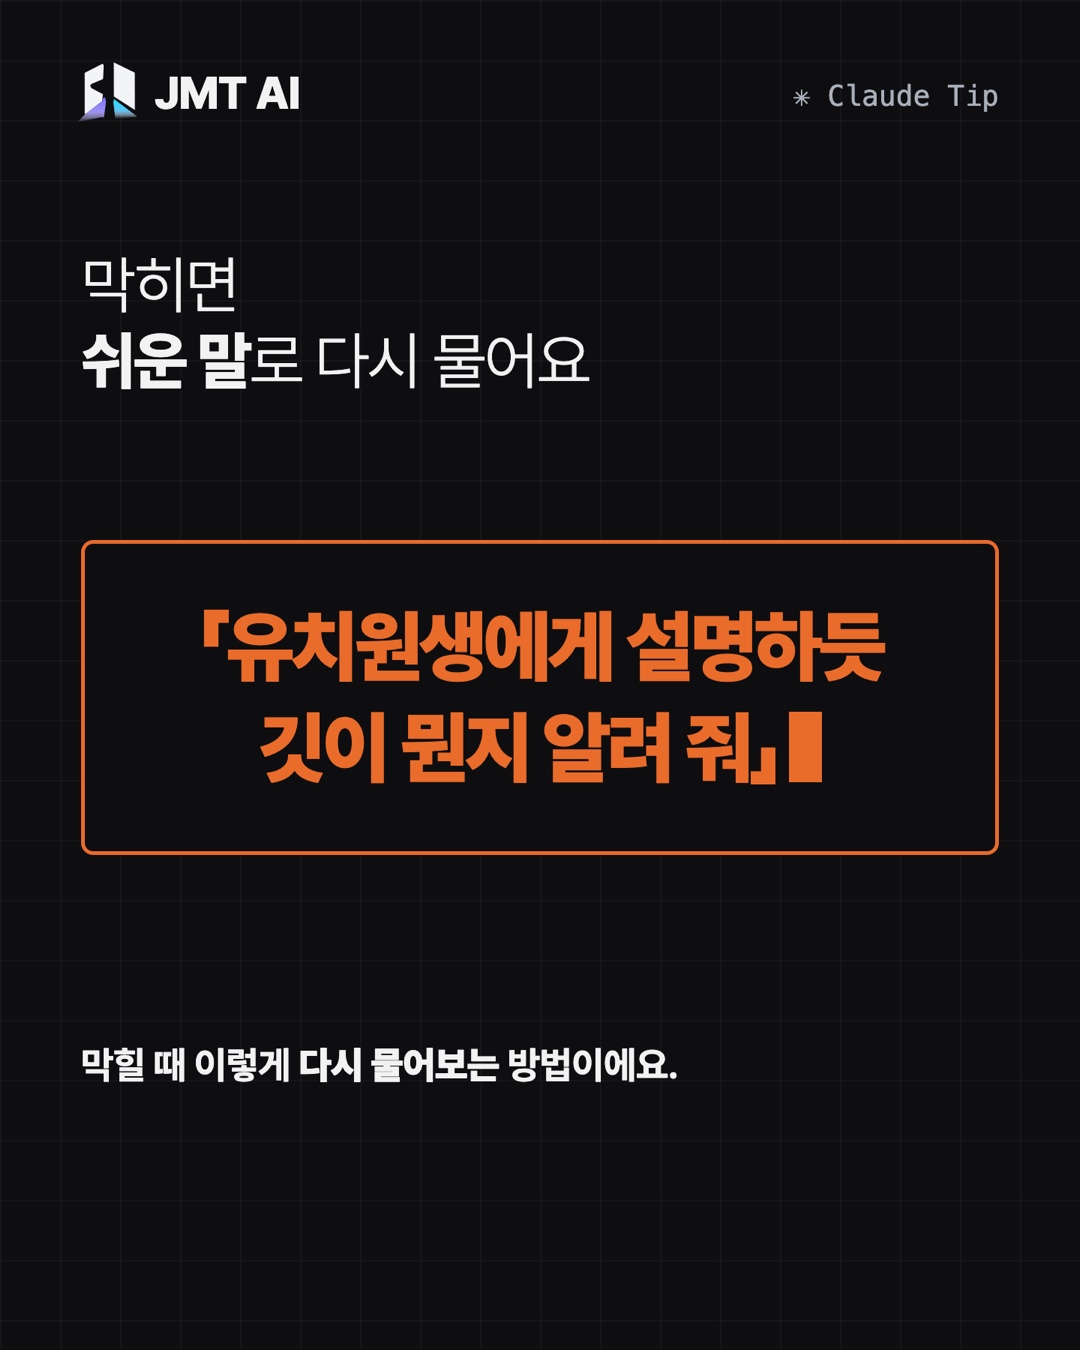 JMT AI
✳ Claude Tip
막히면
쉬운 말로 다시 물어요
「유치원생에게 설명하듯
깃이 뭔지 알려 줘」
막힐 때 이렇게 다시 물어보는 방법이에요.